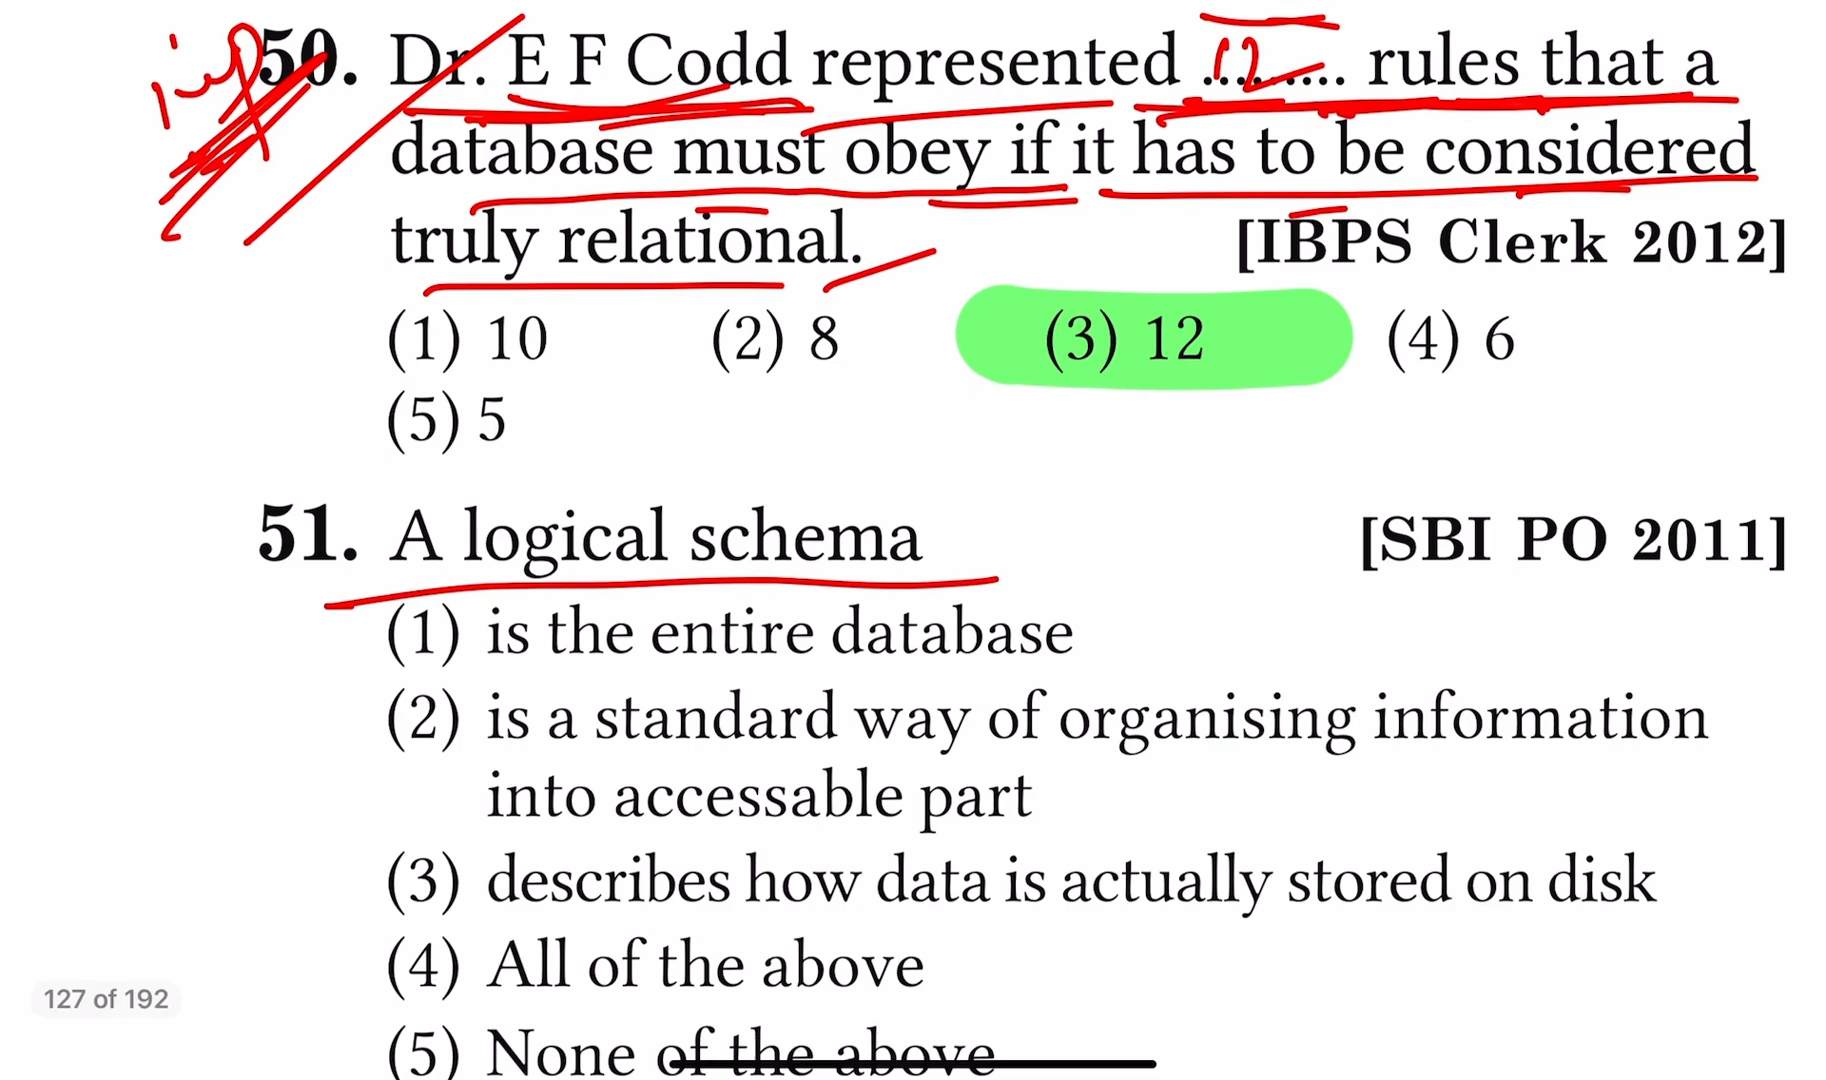 imp
50. Dr. E F Codd represented ..12...... rules that a
database must obey if it has to be considered
truly relational. [IBPS Clerk 2012]
(1) 10 (2) 8 (3) 12 (4) 6
(5) 5
51. A logical schema [SBI PO 2011]
(1) is the entire database
(2) is a standard way of organising information
into accessable part
(3) describes how data is actually stored on disk
(4) All of the above
127 of 192
(5) None of the above